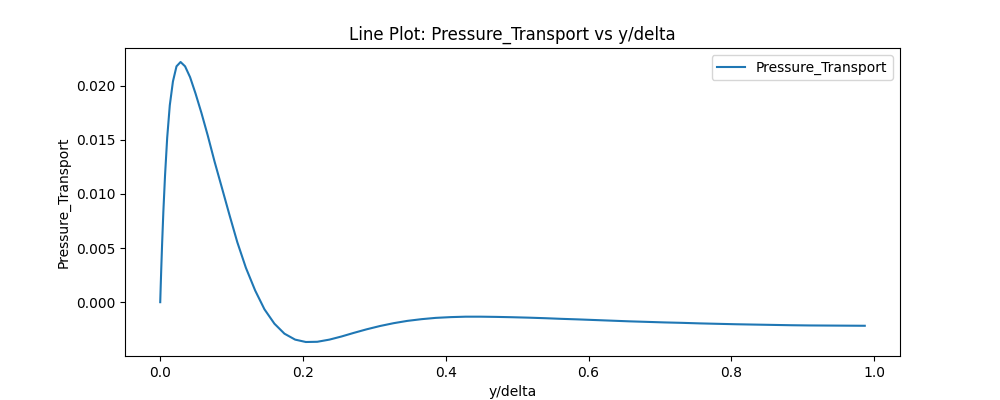 Line Plot: Pressure_Transport vs y/delta
Pressure_Transport
0.020
0.015
0.010
0.005
0.000
Pressure_Transport
0.0 0.2 0.4 0.6 0.8 1.0
y/delta